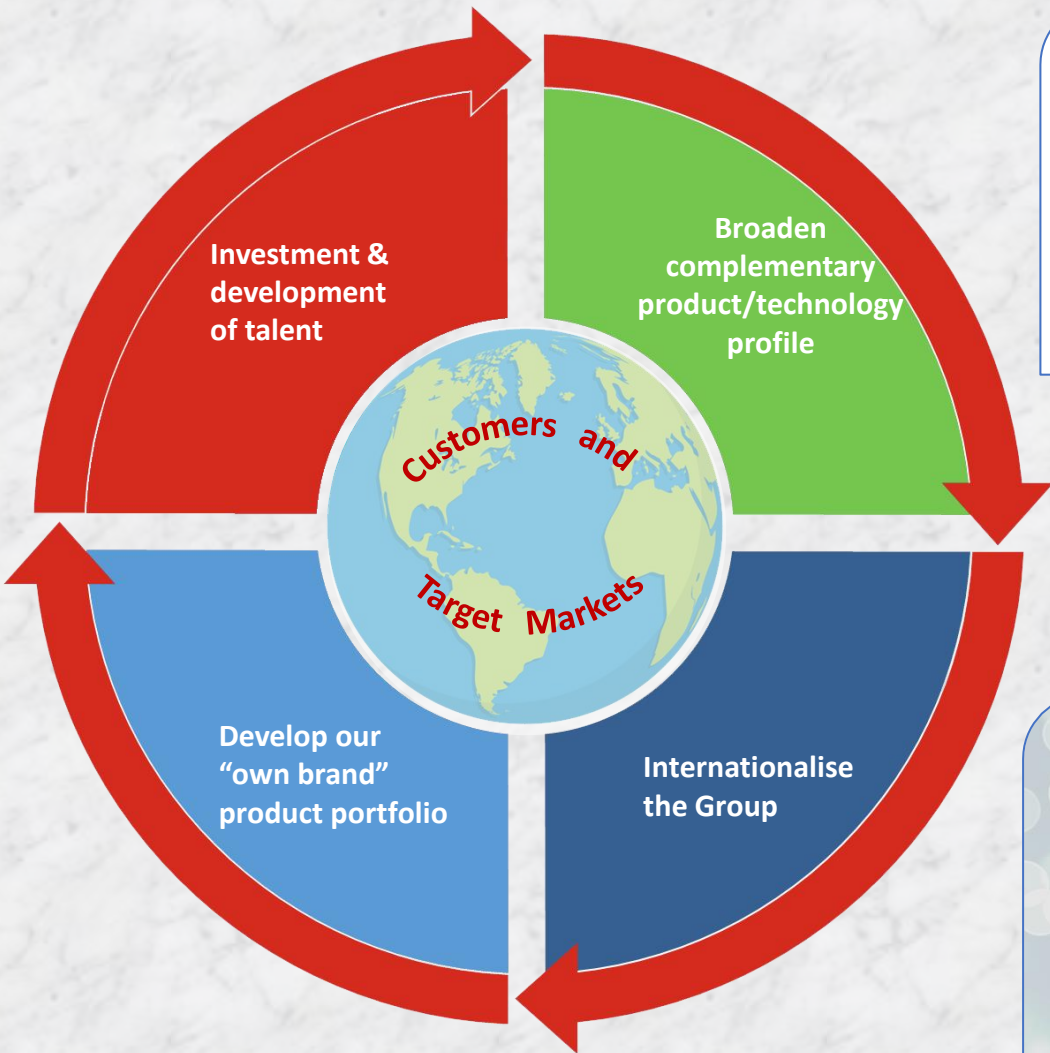 Investment &
development
of talent
Broaden
complementary
product/technology
profile
Customers and
Target Markets
Develop our
“own brand”
product portfolio
Internationalise
the Group